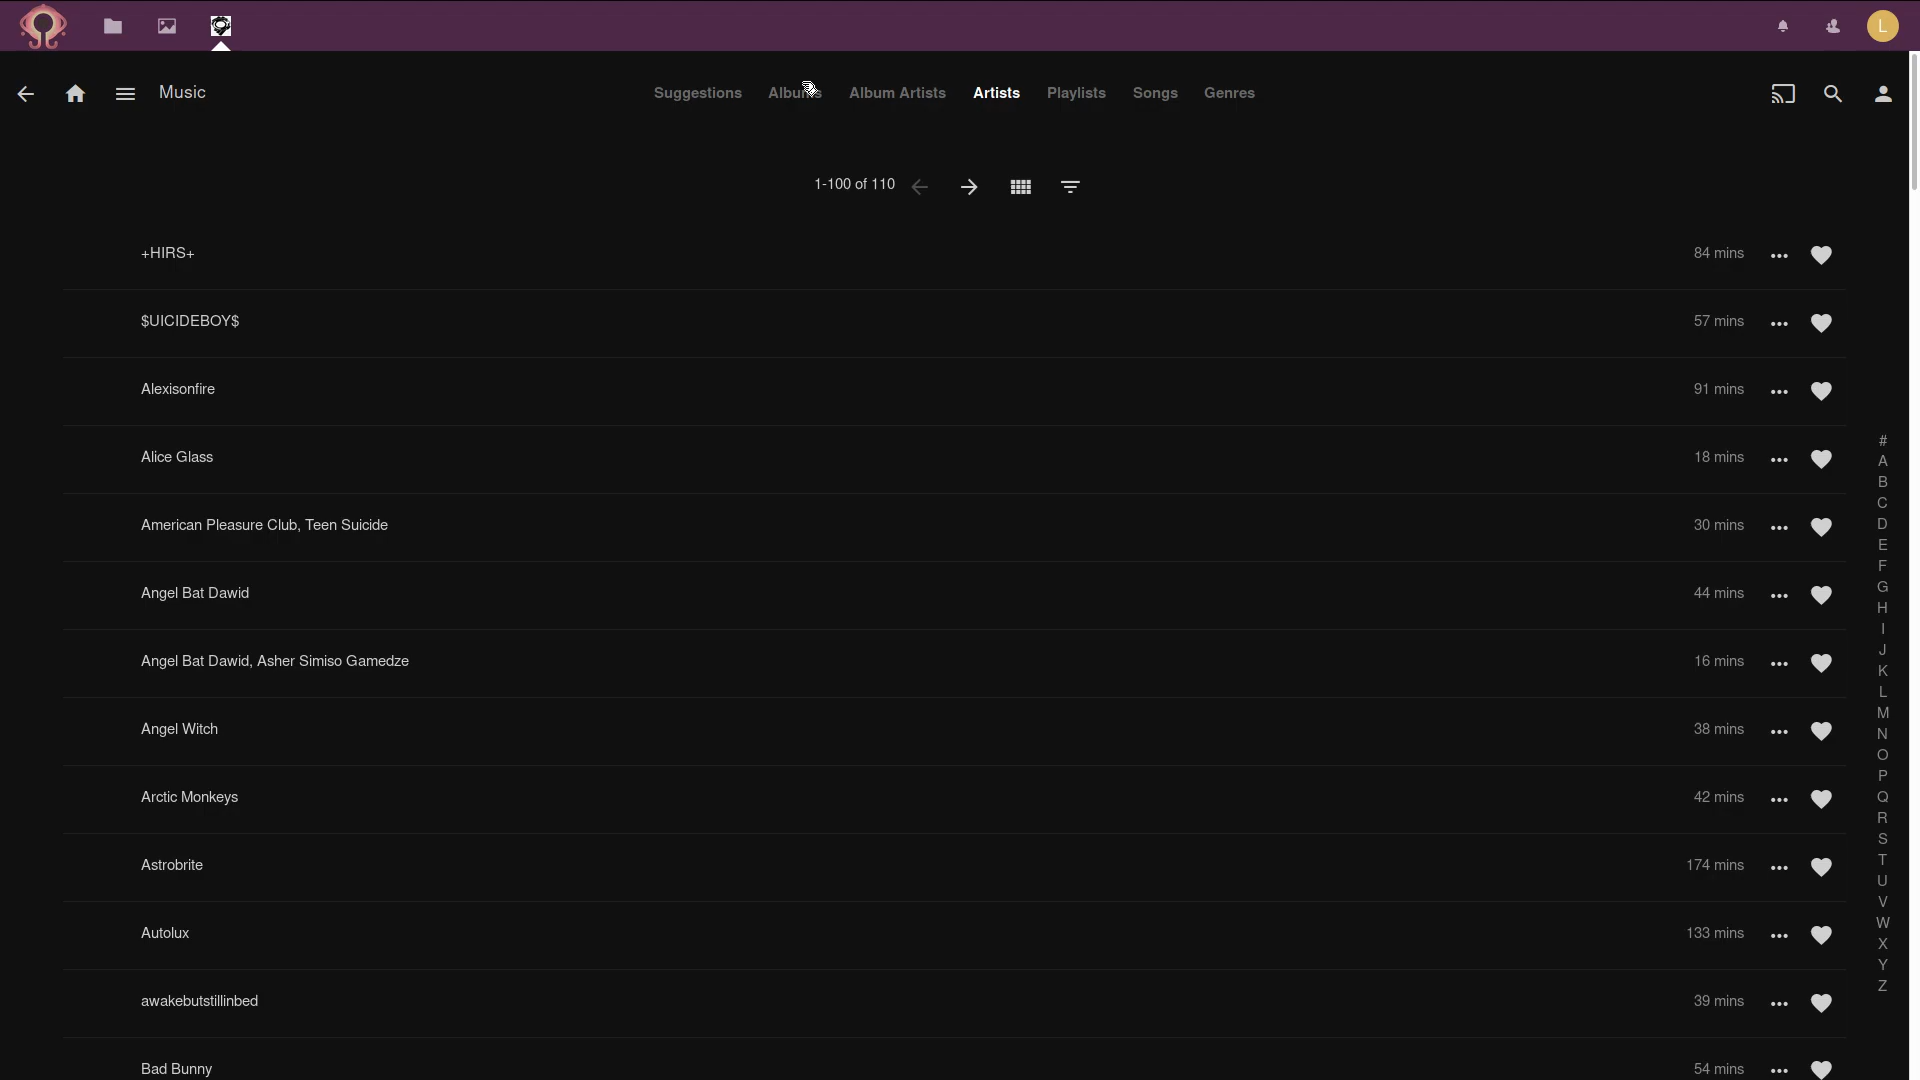 L
Music
Suggestions Albums Album Artists Artists Playlists Songs Genres
1-100 of 110
+HIRS+ 84 mins
$UICIDEBOY$ 57 mins
Alexisonfire 91 mins
Alice Glass 18 mins
American Pleasure Club, Teen Suicide 30 mins
Angel Bat Dawid 44 mins
Angel Bat Dawid, Asher Simiso Gamedze 16 mins
Angel Witch 38 mins
Arctic Monkeys 42 mins
Astrobrite 174 mins
Autolux 133 mins
awakebutstillinbed 39 mins
Bad Bunny 54 mins
#
A
B
C
D
E
F
G
H
I
J
K
L
M
N
O
P
Q
R
S
T
U
V
W
X
Y
Z